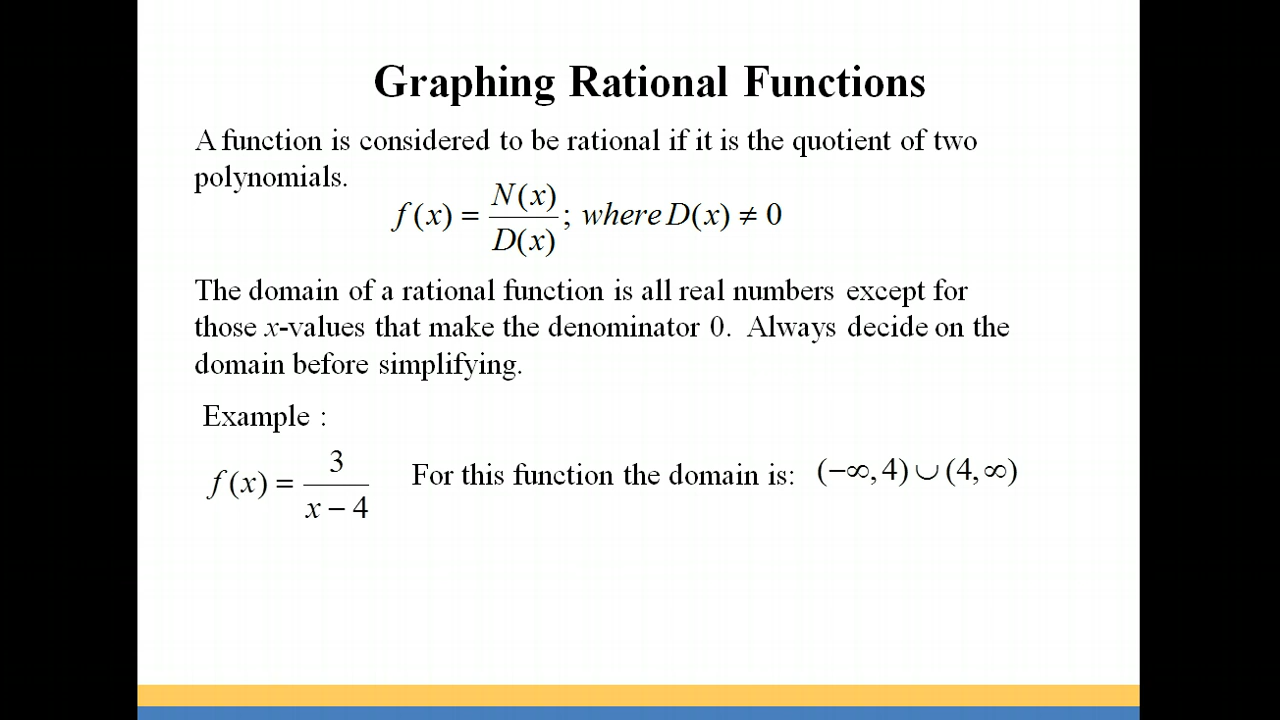 Graphing Rational Functions
A function is considered to be rational if it is the quotient of two
polynomials.
f(x) = N(x)/D(x); where D(x) ≠ 0
The domain of a rational function is all real numbers except for
those x-values that make the denominator 0. Always decide on the
domain before simplifying.
Example :
f(x) = 3/(x − 4) For this function the domain is: (−∞, 4) ∪ (4, ∞)